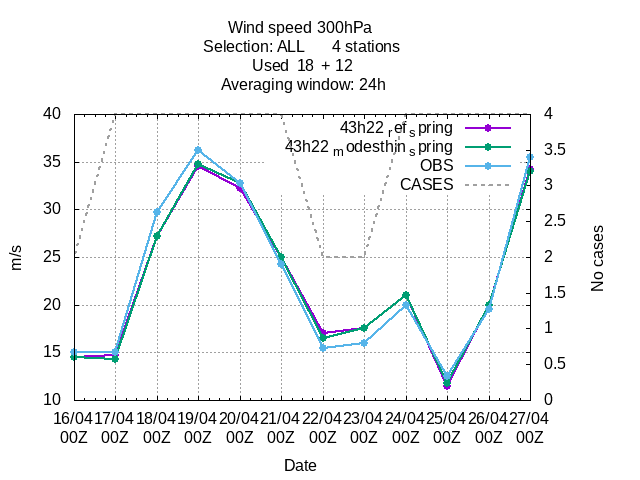 Wind speed 300hPa
Selection: ALL 4 stations
Used 18 + 12
Averaging window: 24h
40 4
43h22 refspring
43h22 modesthinspring
3.5
35
OBS
CASES
3
30
2.5
25 2
m/s
No cases
1.5
20
1
15
0.5
10 0
16/04 17/04 18/04 19/04 20/04 21/04 22/04 23/04 24/04 25/04 26/04 27/04
00Z 00Z 00Z 00Z 00Z 00Z 00Z 00Z 00Z 00Z 00Z 00Z
Date